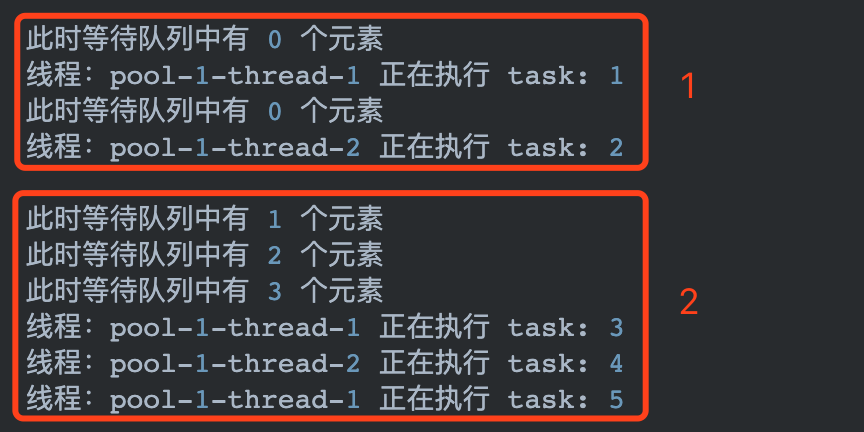 此时等待队列中有 0 个元素
线程: pool-1-thread-1 正在执行 task: 1
此时等待队列中有 0 个元素
线程: pool-1-thread-2 正在执行 task: 2
1
此时等待队列中有 1 个元素
此时等待队列中有 2 个元素
此时等待队列中有 3 个元素
线程: pool-1-thread-1 正在执行 task: 3
线程: pool-1-thread-2 正在执行 task: 4
线程: pool-1-thread-1 正在执行 task: 5
2